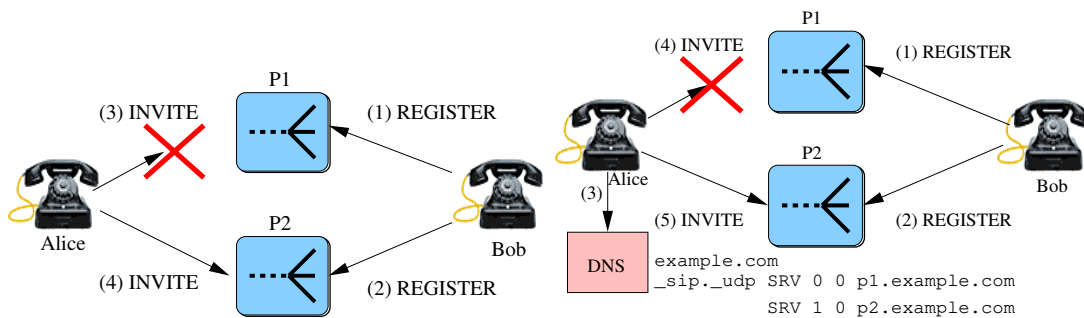 P1
(3) INVITE
(1) REGISTER
Alice
P2
Bob
(4) INVITE
(2) REGISTER
P1
(4) INVITE
(1) REGISTER
Alice
P2
Bob
(3)
(5) INVITE
(2) REGISTER
DNS
example.com
_sip._udp SRV 0 0 p1.example.com
SRV 1 0 p2.example.com